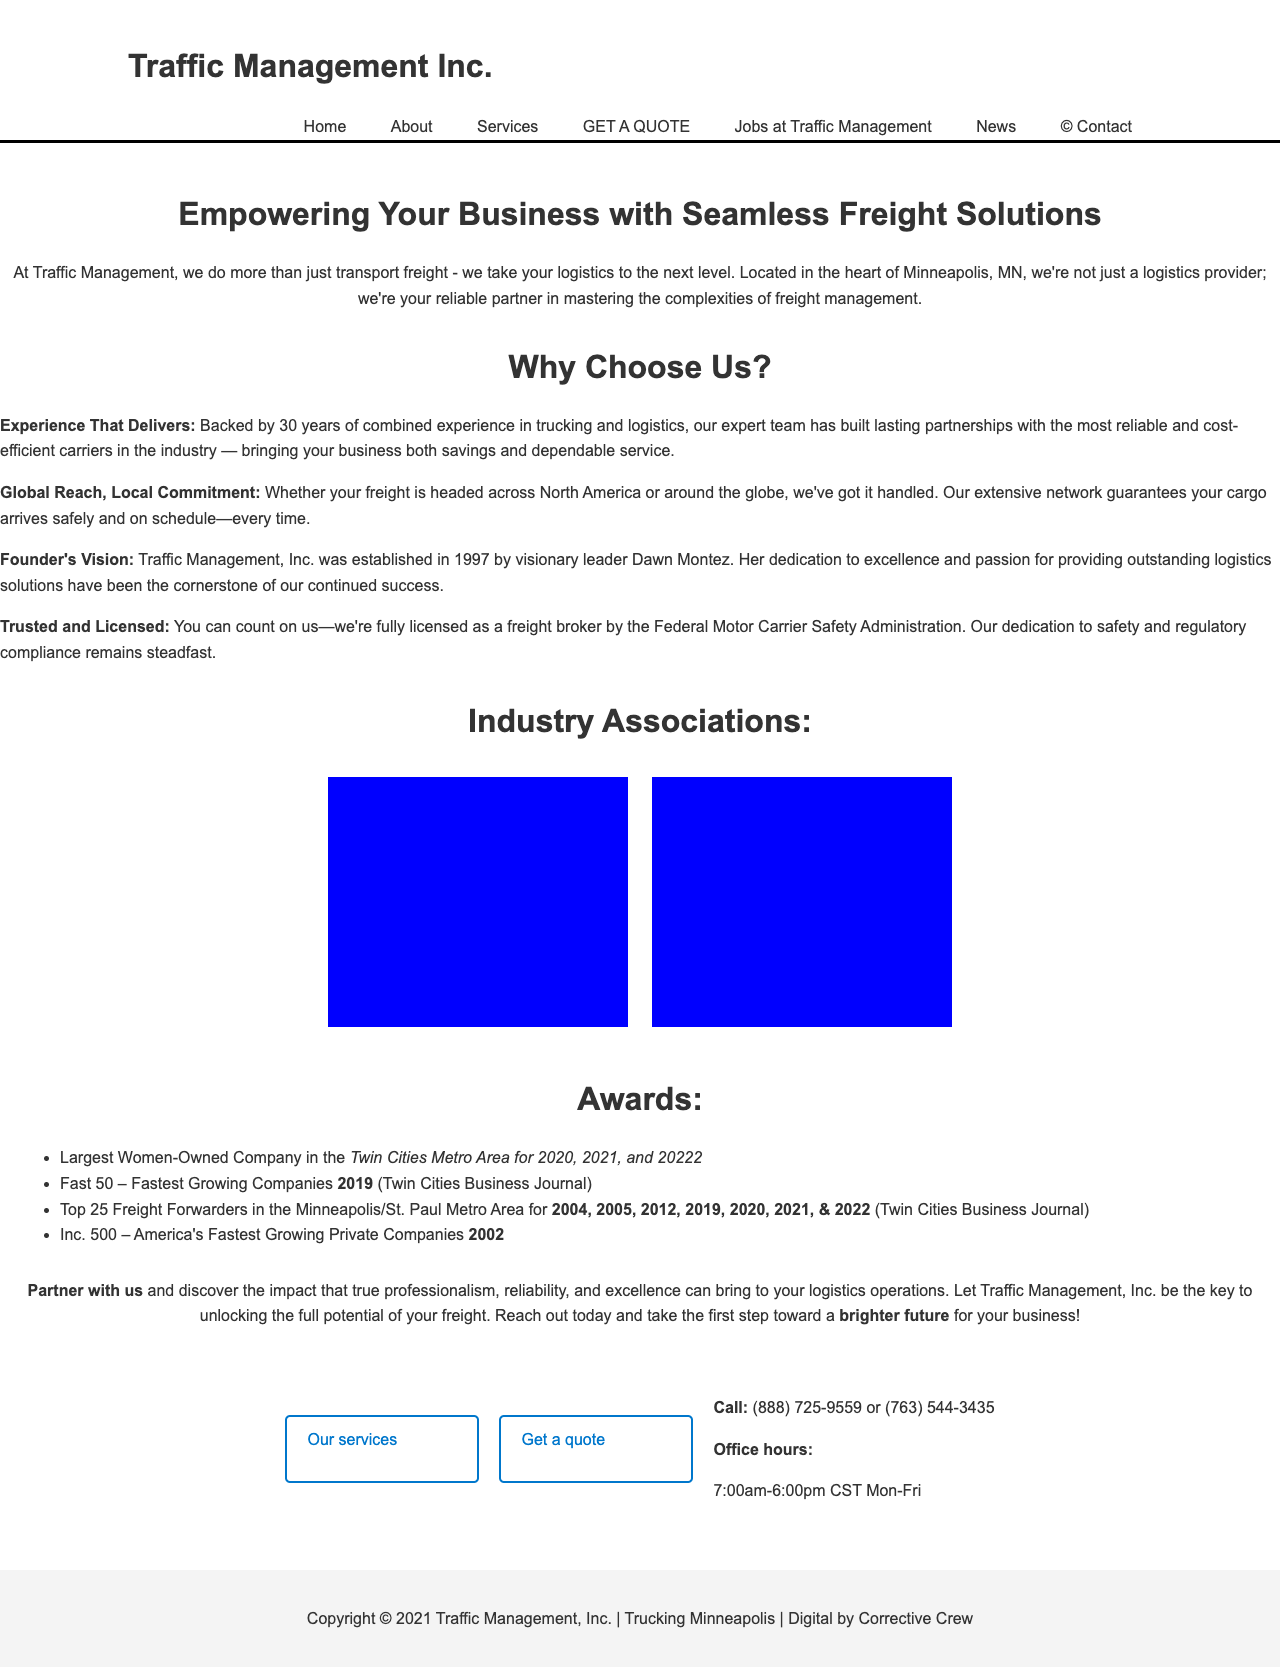 Traffic Management Inc.
Home About Services GET A QUOTE Jobs at Traffic Management News © Contact
Empowering Your Business with Seamless Freight Solutions
At Traffic Management, we do more than just transport freight - we take your logistics to the next level. Located in the heart of Minneapolis, MN, we're not just a logistics provider;
we're your reliable partner in mastering the complexities of freight management.
Why Choose Us?
Experience That Delivers: Backed by 30 years of combined experience in trucking and logistics, our expert team has built lasting partnerships with the most reliable and cost-
efficient carriers in the industry — bringing your business both savings and dependable service.
Global Reach, Local Commitment: Whether your freight is headed across North America or around the globe, we've got it handled. Our extensive network guarantees your cargo
arrives safely and on schedule—every time.
Founder's Vision: Traffic Management, Inc. was established in 1997 by visionary leader Dawn Montez. Her dedication to excellence and passion for providing outstanding logistics
solutions have been the cornerstone of our continued success.
Trusted and Licensed: You can count on us—we're fully licensed as a freight broker by the Federal Motor Carrier Safety Administration. Our dedication to safety and regulatory
compliance remains steadfast.
Industry Associations:
Awards:
• Largest Women-Owned Company in the Twin Cities Metro Area for 2020, 2021, and 20222
• Fast 50 – Fastest Growing Companies 2019 (Twin Cities Business Journal)
• Top 25 Freight Forwarders in the Minneapolis/St. Paul Metro Area for 2004, 2005, 2012, 2019, 2020, 2021, & 2022 (Twin Cities Business Journal)
• Inc. 500 – America's Fastest Growing Private Companies 2002
Partner with us and discover the impact that true professionalism, reliability, and excellence can bring to your logistics operations. Let Traffic Management, Inc. be the key to
unlocking the full potential of your freight. Reach out today and take the first step toward a brighter future for your business!
Our services
Get a quote
Call: (888) 725-9559 or (763) 544-3435
Office hours:
7:00am-6:00pm CST Mon-Fri
Copyright © 2021 Traffic Management, Inc. | Trucking Minneapolis | Digital by Corrective Crew